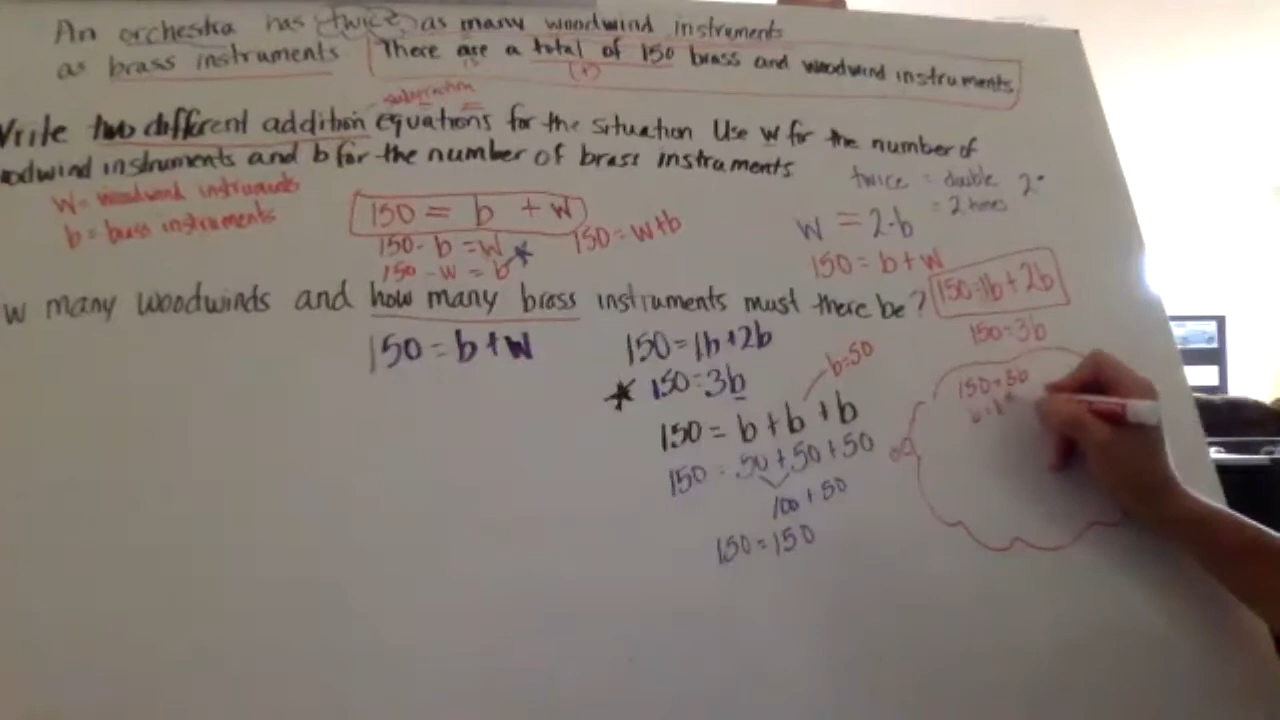 An orchestra has twice as many woodwind instruments
as brass instruments There are a total of 150 brass and woodwind instruments
is
(+)
subtraction
Write two different addition equations for the situation Use w for the number of
odwind instruments and b for the number of brass instruments
W = woodwind instruments
b = brass instruments
150 = b + w
150 - b = w
150 - w = b
150 = w + b
twice = double 2·
= 2 times
w = 2·b
150 = b + w
150 = 1b + 2b
150 = 3b
w many woodwinds and how many brass instruments must there be?
150 = b + w
150 = 1b + 2b
150 = 3b
150 = b + b + b
b = 50
150 = 50 + 50 + 50
100 + 50
150 = 150
150 = 3b